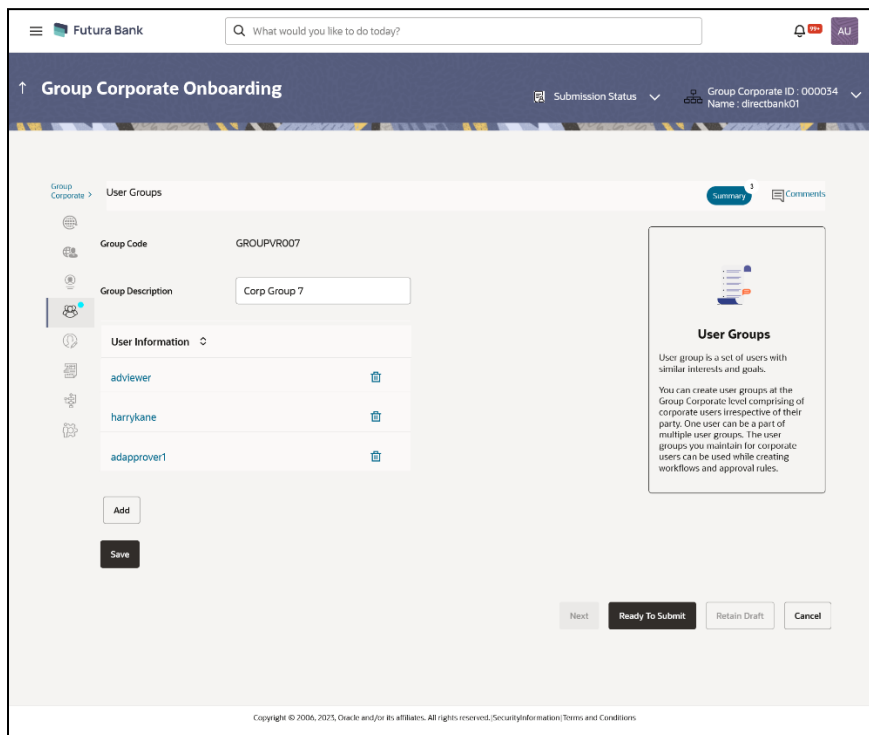 Futura Bank
What would you like to do today?
99+
AU
Group Corporate Onboarding
Submission Status
Group Corporate ID : 000034
Name : directbank01
Group
Corporate >
User Groups
Summary
3
Comments
Group Code
GROUPVR007
Group Description
Corp Group 7
User Information
adviewer
harrykane
adapprover1
Add
Save
User Groups
User group is a set of users with
similar interests and goals.
You can create user groups at the
Group Corporate level comprising of
corporate users irrespective of their
party. One user can be a part of
multiple user groups. The user
groups you maintain for corporate
users can be used while creating
workflows and approval rules.
Next
Ready To Submit
Retain Draft
Cancel
Copyright © 2006, 2023, Oracle and/or its affiliates. All rights reserved.|SecurityInformation|Terms and Conditions